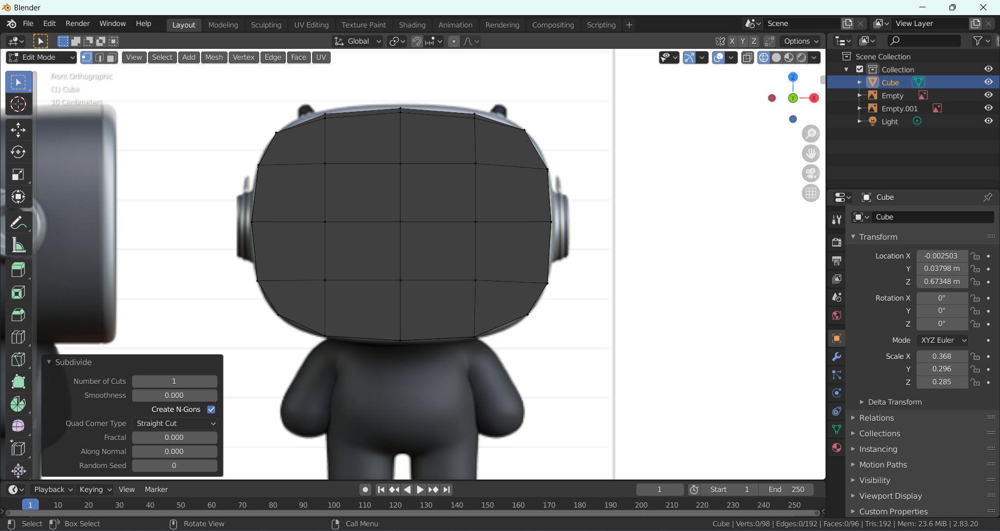 Blender
File Edit Render Window Help Layout Modeling Sculpting UV Editing Texture Paint Shading Animation Rendering Compositing Scripting + Scene View Layer
Global X Y Z Options
Edit Mode View Select Add Mesh Vertex Edge Face UV
Front Orthographic
(1) Cube
10 Centimeters
Z
Y
X
Subdivide
Number of Cuts 1
Smoothness 0.000
Create N-Gons
Quad Corner Type Straight Cut
Fractal 0.000
Along Normal 0.000
Random Seed 0
Scene Collection
Collection
Cube
Empty
Empty.001
Light
Cube
Cube
Transform
Location X -0.002503
Y 0.03798 m
Z 0.67348 m
Rotation X 0°
Y 0°
Z 0°
Mode XYZ Euler
Scale X 0.368
Y 0.296
Z 0.285
Delta Transform
Relations
Collections
Instancing
Motion Paths
Visibility
Viewport Display
Custom Properties
Playback Keying View Marker 1 Start 1 End 250
1 10 20 30 40 50 60 70 80 90 100 110 120 130 140 150 160 170 180 190 200 210 220 230 240 250
Select Box Select Rotate View Call Menu Cube | Verts:0/98 | Edges:0/192 | Faces:0/96 | Tris:192 | Mem: 23.6 MiB | 2.83.20